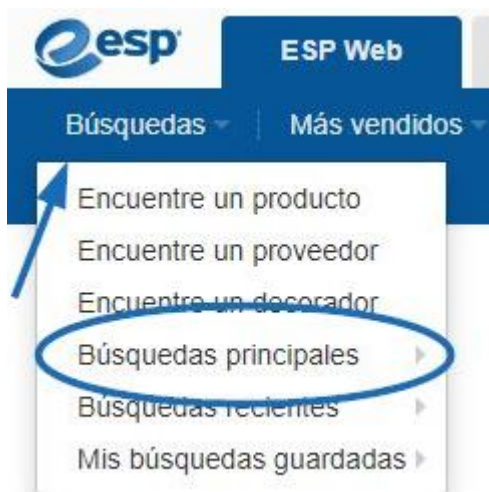 esp ESP Web
Búsquedas Más vendidos
Encuentre un producto
Encuentre un proveedor
Encuentre un decorador
Búsquedas principales
Búsquedas recientes
Mis búsquedas guardadas